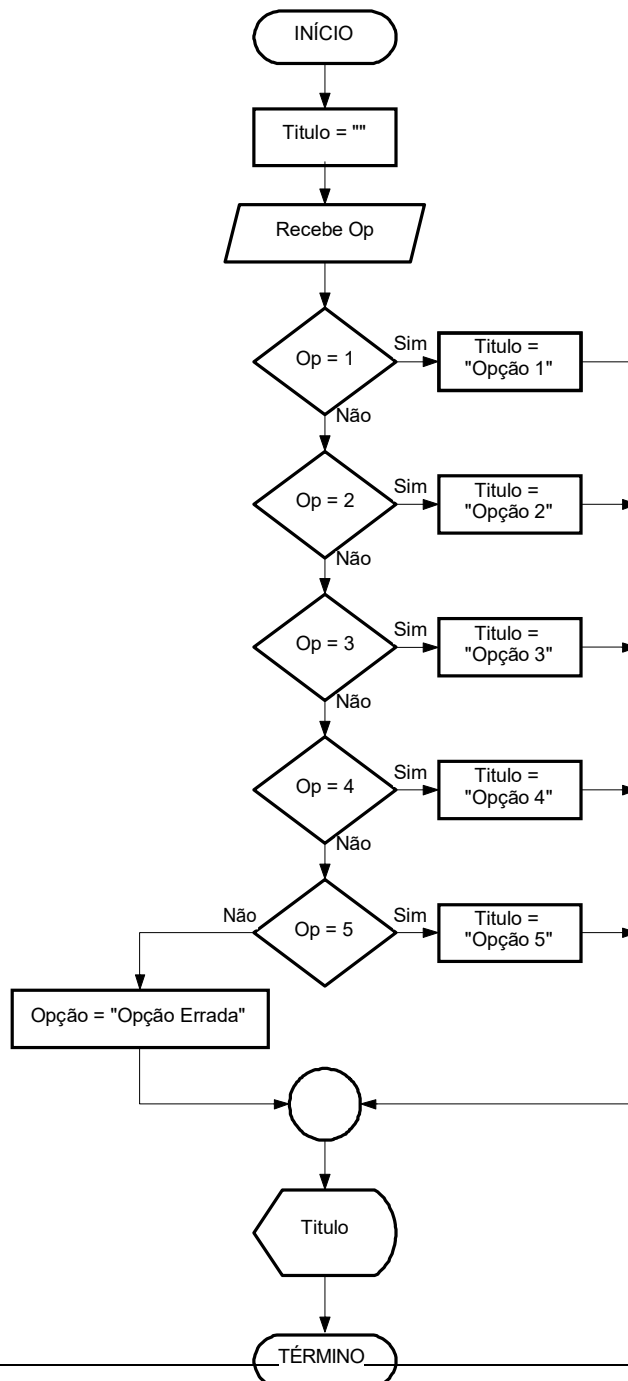 INÍCIO
Titulo = ""
Recebe Op
Op = 1
Sim
Titulo =
"Opção 1"
Não
Op = 2
Sim
Titulo =
"Opção 2"
Não
Op = 3
Sim
Titulo =
"Opção 3"
Não
Op = 4
Sim
Titulo =
"Opção 4"
Não
Op = 5
Sim
Titulo =
"Opção 5"
Não
Opção = "Opção Errada"
Titulo
TÉRMINO